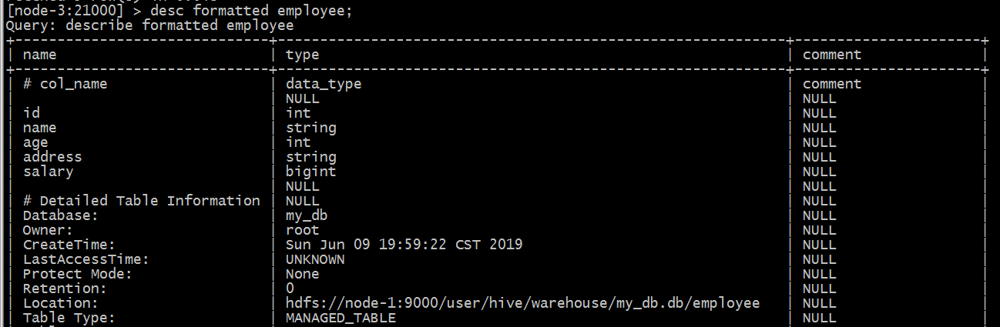 [node-3:21000] > desc formatted employee;
Query: describe formatted employee
+------------------------------+--------------------------------------------------------------+-----------------------+
| name                         | type                                                         | comment               |
+------------------------------+--------------------------------------------------------------+-----------------------+
| # col_name                   | data_type                                                    | comment               |
|                              | NULL                                                         | NULL                  |
| id                           | int                                                          | NULL                  |
| name                         | string                                                       | NULL                  |
| age                          | int                                                          | NULL                  |
| address                      | string                                                       | NULL                  |
| salary                       | bigint                                                       | NULL                  |
|                              | NULL                                                         | NULL                  |
| # Detailed Table Information | NULL                                                         | NULL                  |
| Database:                    | my_db                                                        | NULL                  |
| Owner:                       | root                                                         | NULL                  |
| CreateTime:                  | Sun Jun 09 19:59:22 CST 2019                                 | NULL                  |
| LastAccessTime:              | UNKNOWN                                                      | NULL                  |
| Protect Mode:                | None                                                         | NULL                  |
| Retention:                   | 0                                                            | NULL                  |
| Location:                    | hdfs://node-1:9000/user/hive/warehouse/my_db.db/employee     | NULL                  |
| Table Type:                  | MANAGED_TABLE                                                | NULL                  |